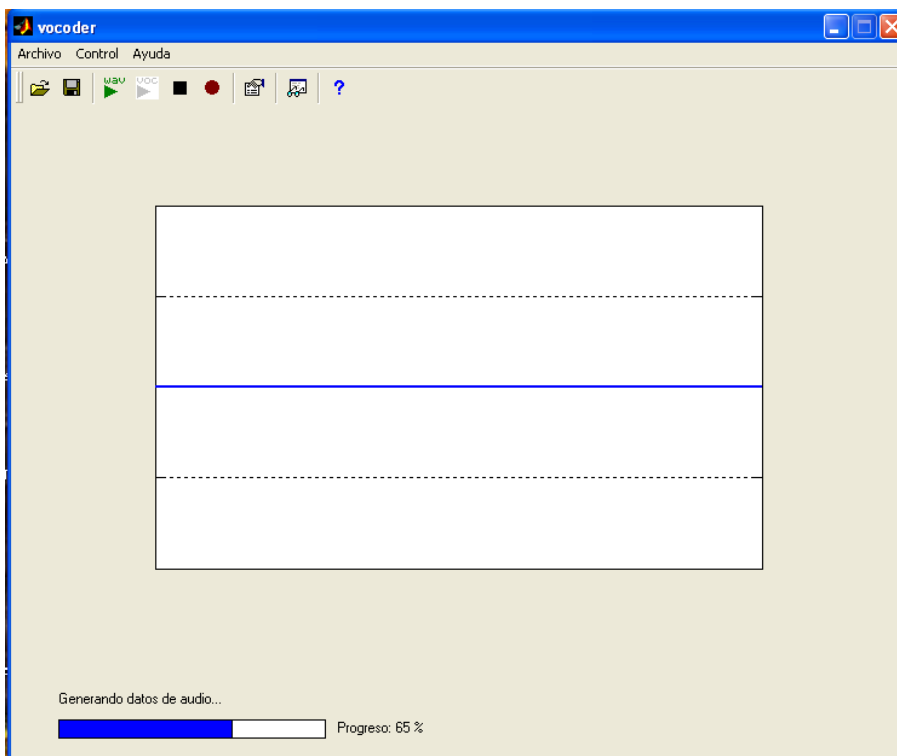 vocoder
Archivo Control Ayuda
wav voc ?
Generando datos de audio...
Progreso: 65 %